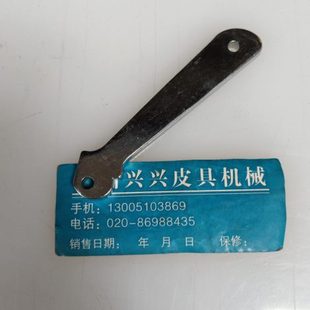 兴兴皮具机械
手机：13005103869
电话：020-86988435
销售日期： 年 月 日 保修：